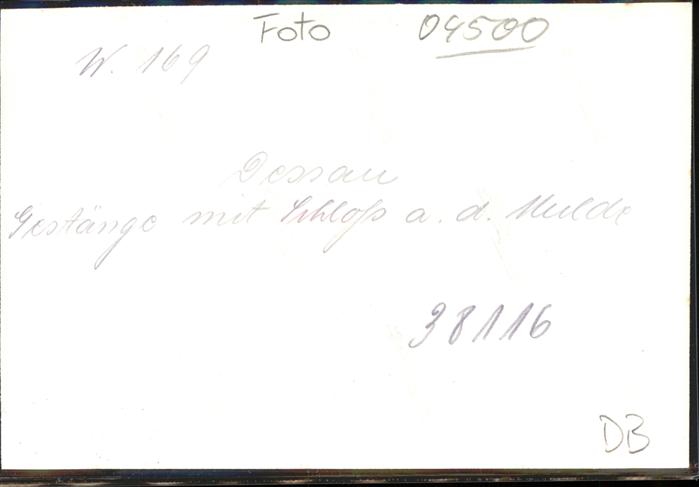 Foto 04500
W. 169
Dessau
Gestänge mit Schloß a. d. Mulde
38116
DB